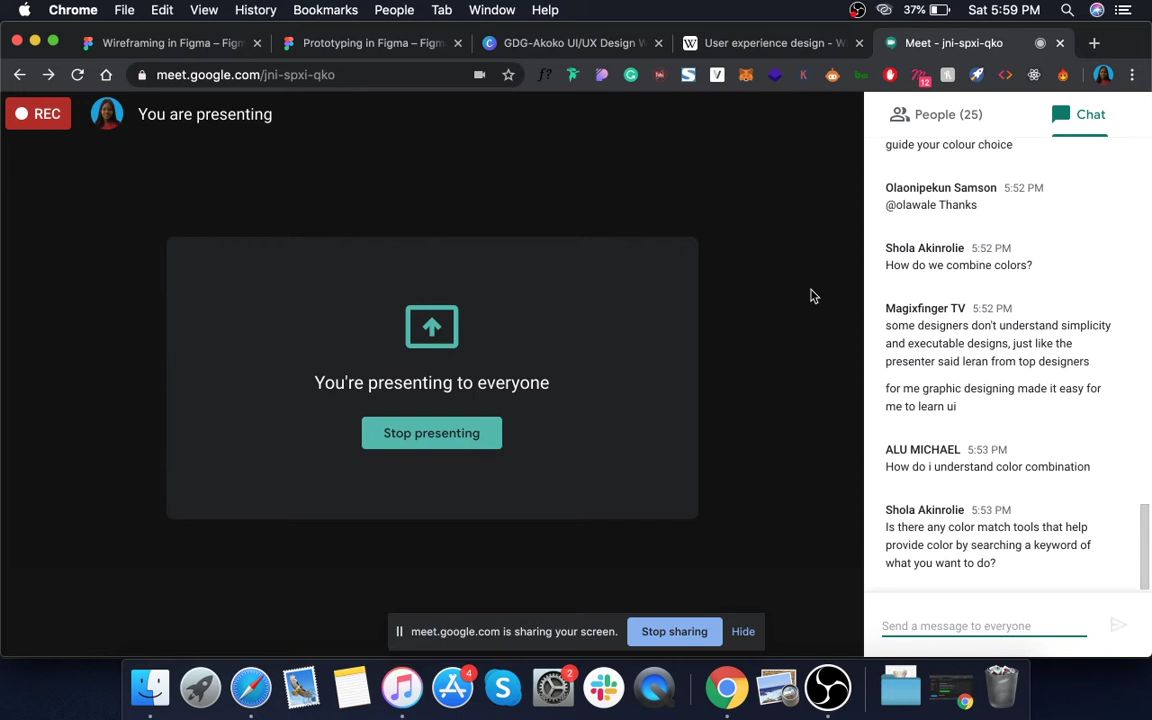 Chrome File Edit View History Bookmarks People Tab Window Help 37% Sat 5:59 PM
Wireframing in Figma – Figm Prototyping in Figma – Figm GDG-Akoko UI/UX Design W User experience design - W Meet - jni-spxi-qko
meet.google.com/jni-spxi-qko
12
REC You are presenting
People (25) Chat
guide your colour choice
Olaonipekun Samson 5:52 PM
@olawale Thanks
Shola Akinrolie 5:52 PM
How do we combine colors?
Magixfinger TV 5:52 PM
some designers don't understand simplicity
and executable designs, just like the
presenter said leran from top designers
for me graphic designing made it easy for
me to learn ui
ALU MICHAEL 5:53 PM
How do i understand color combination
Shola Akinrolie 5:53 PM
Is there any color match tools that help
provide color by searching a keyword of
what you want to do?
Send a message to everyone
You're presenting to everyone
Stop presenting
meet.google.com is sharing your screen. Stop sharing Hide
4 2